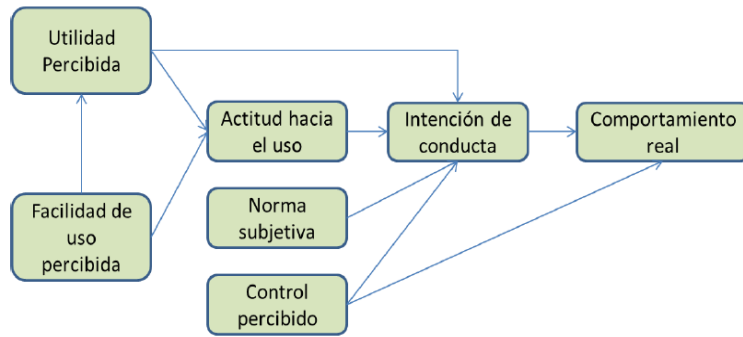 Utilidad
Percibida
Actitud hacia
el uso
Intención de
conducta
Comportamiento
real
Facilidad de
uso
percibida
Norma
subjetiva
Control
percibido